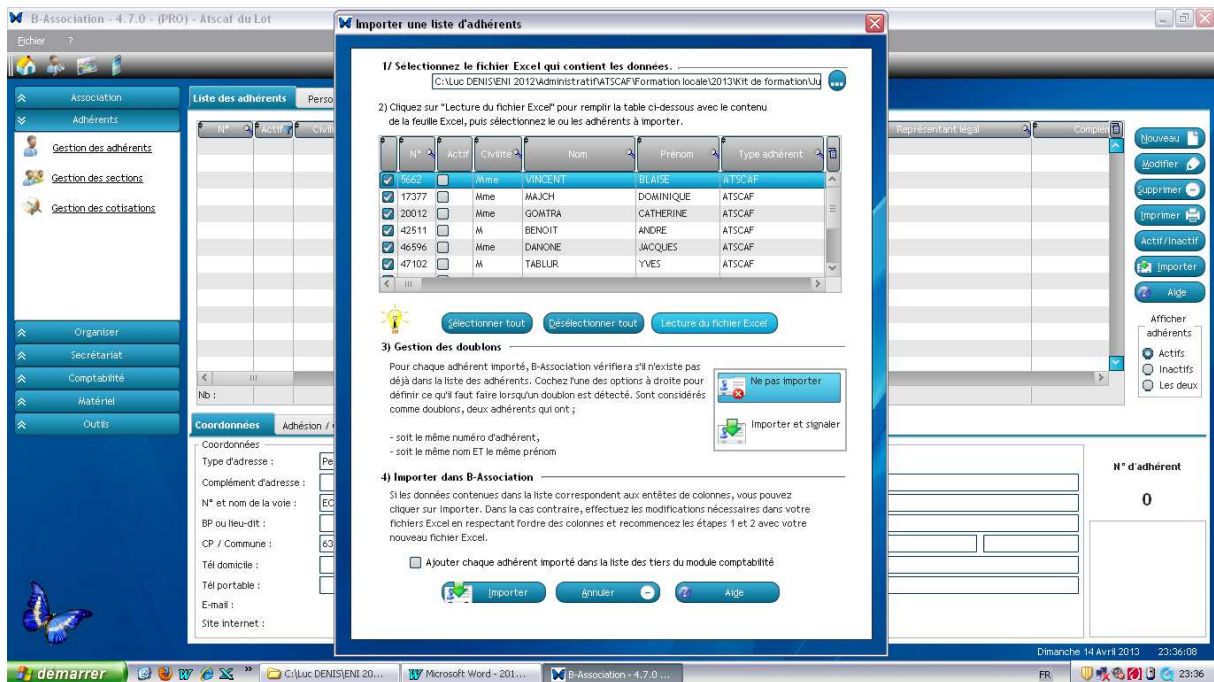 B-Association - 4.7.0 - (PRO) - Atscaf du Lot
Fichier ?
Association
Adhérents
Gestion des adhérents
Gestion des sections
Gestion des cotisations
Organiser
Secrétariat
Comptabilité
Matériel
Outils
Liste des adhérents Perso
N° Actif Civili
Représentant légal Complém
Nb :
Coordonnées Adhésion /
Coordonnées
Type d'adresse : Pe
Complément d'adresse :
N° et nom de la voie : EC
BP ou lieu-dit :
CP / Commune : 63
Tél domicile :
Tél portable :
E-mail :
Site internet :
Importer une liste d'adhérents
1/ Sélectionnez le fichier Excel qui contient les données.
C:\Luc DENIS\ENI 2012\Administratif\ATSCAF\Formation locale\2013\Kit de formation\Ju
...
2) Cliquez sur "Lecture du fichier Excel" pour remplir la table ci-dessous avec le contenu
de la feuille Excel, puis sélectionnez le ou les adhérents à importer.
N° Actif Civilité Nom Prénom Type adhérent
5662 Mme VINCENT BLAISE ATSCAF
17377 Mme MAJCH DOMINIQUE ATSCAF
20012 Mme GOMTRA CATHERINE ATSCAF
42511 M BENOIT ANDRE ATSCAF
46596 Mme DANONE JACQUES ATSCAF
47102 M TABLUR YVES ATSCAF
Sélectionner tout Désélectionner tout Lecture du fichier Excel
3) Gestion des doublons
Pour chaque adhérent importé, B-Association vérifiera s'il n'existe pas
déjà dans la liste des adhérents. Cochez l'une des options à droite pour
définir ce qu'il faut faire lorsqu'un doublon est détecté. Sont considérés
comme doublons, deux adhérents qui ont ;
- soit le même numéro d'adhérent,
- soit le même nom ET le même prénom
Ne pas importer
Importer et signaler
4) Importer dans B-Association
Si les données contenues dans la liste correspondent aux entêtes de colonnes, vous pouvez
cliquer sur Importer. Dans la cas contraire, effectuez les modifications nécessaires dans votre
fichiers Excel en respectant l'ordre des colonnes et recommencez les étapes 1 et 2 avec votre
nouveau fichier Excel.
Ajouter chaque adhérent importé dans la liste des tiers du module comptabilité
Importer Annuler Aide
Nouveau
Modifier
Supprimer
Imprimer
Actif/Inactif
Importer
Aide
Afficher
adhérents
Actifs
Inactifs
Les deux
N° d'adhérent
0
Dimanche 14 Avril 2013 23:36:08
démarrer C:\Luc DENIS\ENI 20... Microsoft Word - 201... B-Association - 4.7.0 ... FR 23:36